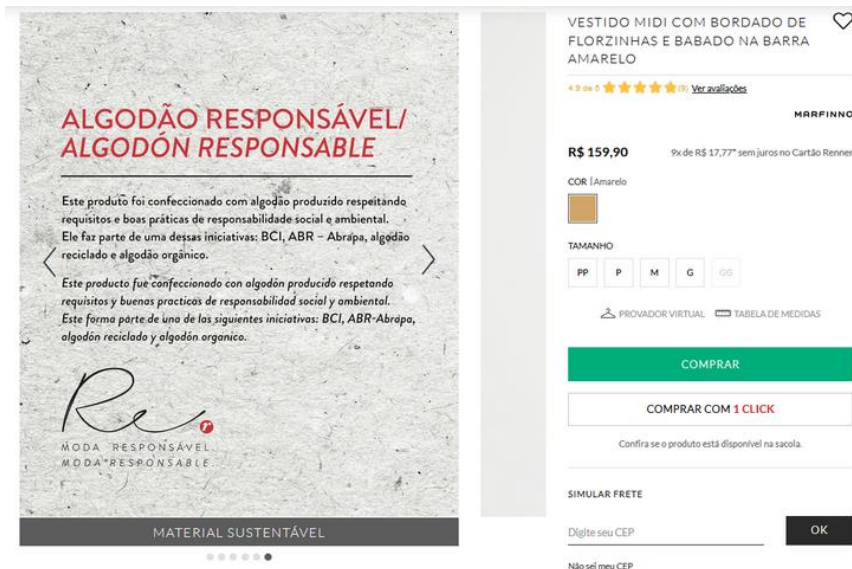 ALGODÃO RESPONSÁVEL/
ALGODÓN RESPONSABLE
Este produto foi confeccionado com algodão produzido respeitando
requisitos e boas práticas de responsabilidade social e ambiental.
Ele faz parte de uma dessas iniciativas: BCI, ABR – Abrapa, algodão
reciclado e algodão orgânico.
Este producto fue confeccionado con algodón producido respetando
requisitos y buenas practicas de responsabilidad social y ambiental.
Este forma parte de una de las siguientes iniciativas: BCI, ABR-Abrapa,
algodón reciclado y algodón organico.
Re r
MODA RESPONSÁVEL.
MODA RESPONSABLE.
MATERIAL SUSTENTÁVEL
VESTIDO MIDI COM BORDADO DE
FLORZINHAS E BABADO NA BARRA
AMARELO
4.9 de 5 (9) Ver avaliações
MARFINNO
R$ 159,90 9x de R$ 17,77* sem juros no Cartão Renner
COR | Amarelo
TAMANHO
PP P M G GG
PROVADOR VIRTUAL TABELA DE MEDIDAS
COMPRAR
COMPRAR COM 1 CLICK
Confira se o produto está disponível na sacola.
SIMULAR FRETE
Digite seu CEP OK
Não sei meu CEP